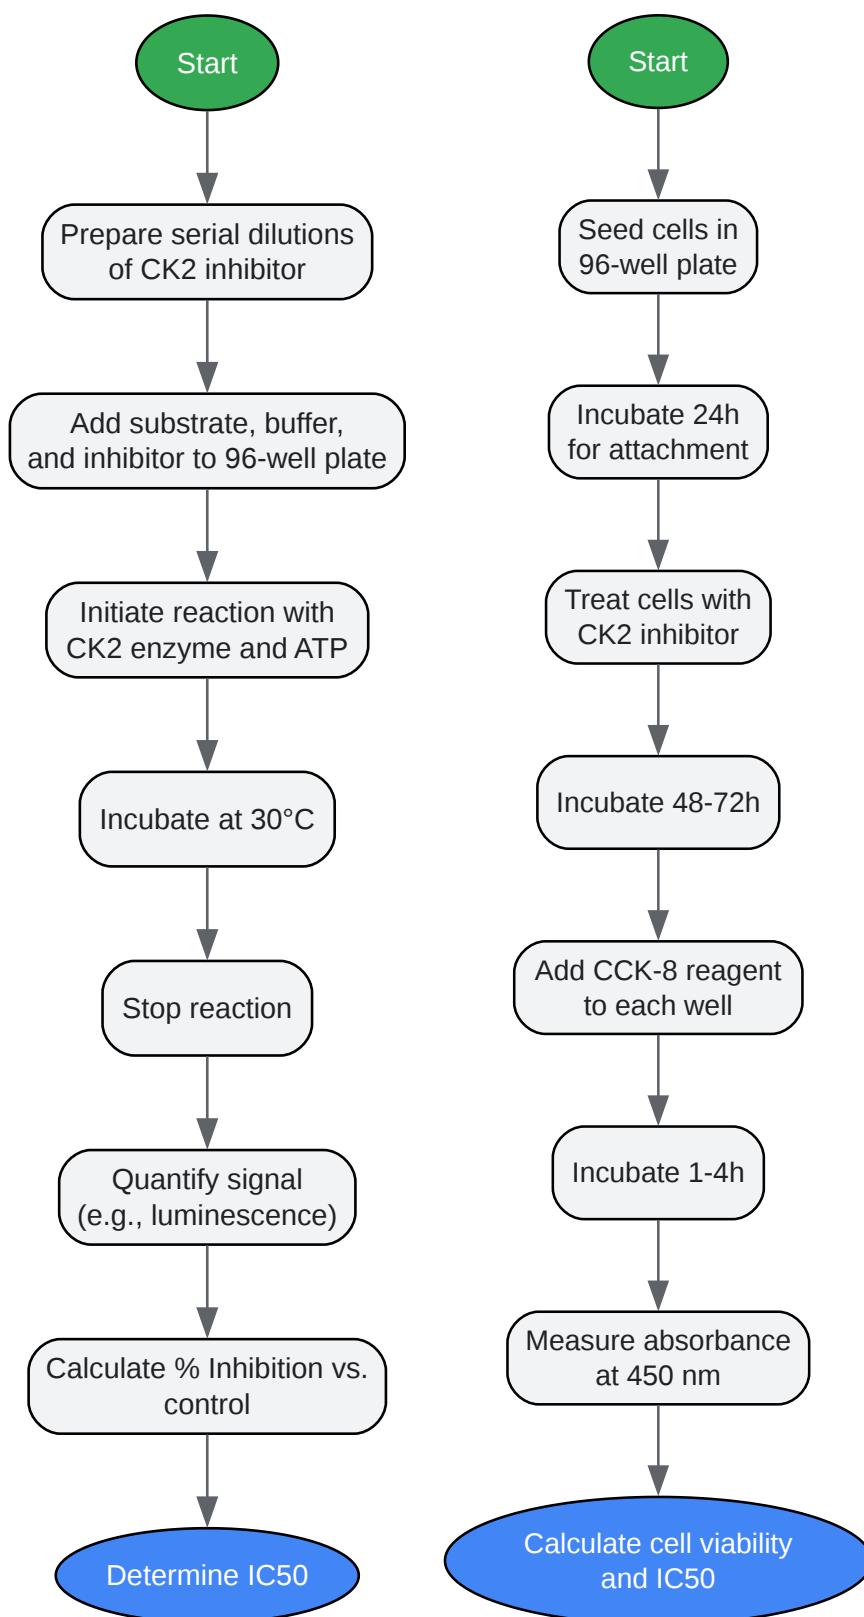 Start
Prepare serial dilutions
of CK2 inhibitor
Add substrate, buffer,
and inhibitor to 96-well plate
Initiate reaction with
CK2 enzyme and ATP
Incubate at 30°C
Stop reaction
Quantify signal
(e.g., luminescence)
Calculate % Inhibition vs.
control
Determine IC50
Start
Seed cells in
96-well plate
Incubate 24h
for attachment
Treat cells with
CK2 inhibitor
Incubate 48-72h
Add CCK-8 reagent
to each well
Incubate 1-4h
Measure absorbance
at 450 nm
Calculate cell viability
and IC50